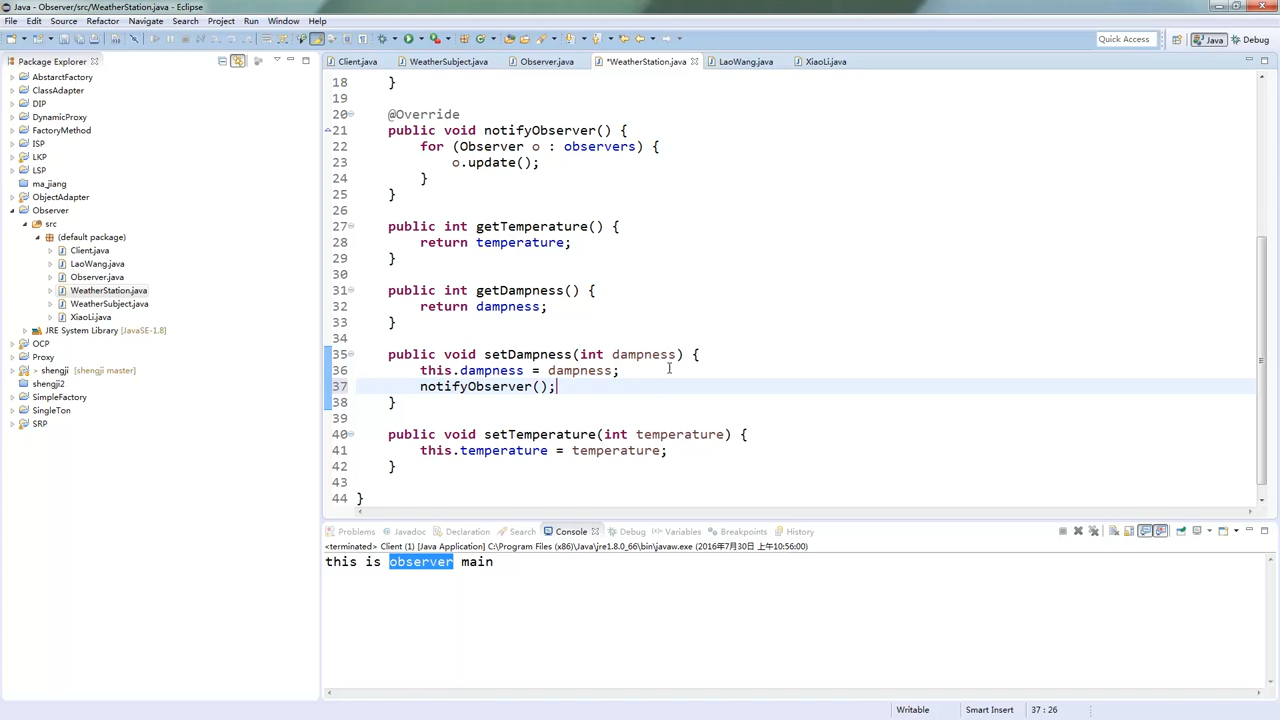 Java - Observer/src/WeatherStation.java - Eclipse
File Edit Source Refactor Navigate Search Project Run Window Help
Quick Access
Java
Debug
Package Explorer
AbstarctFactory
ClassAdapter
DIP
DynamicProxy
FactoryMethod
ISP
LKP
LSP
ma_jiang
ObjectAdapter
Observer
src
(default package)
Client.java
LaoWang.java
Observer.java
WeatherStation.java
WeatherSubject.java
XiaoLi.java
JRE System Library [JavaSE-1.8]
OCP
Proxy
> shengji [shengji master]
shengji2
SimpleFactory
SingleTon
SRP
Client.java WeatherSubject.java Observer.java *WeatherStation.java LaoWang.java XiaoLi.java
18 }
19
20 @Override
21 public void notifyObserver() {
22 for (Observer o : observers) {
23 o.update();
24 }
25 }
26
27 public int getTemperature() {
28 return temperature;
29 }
30
31 public int getDampness() {
32 return dampness;
33 }
34
35 public void setDampness(int dampness) {
36 this.dampness = dampness;
37 notifyObserver();
38 }
39
40 public void setTemperature(int temperature) {
41 this.temperature = temperature;
42 }
43
44 }
Problems Javadoc Declaration Search Console Debug Variables Breakpoints History
<terminated> Client (1) [Java Application] C:\Program Files (x86)\Java\jre1.8.0_66\bin\javaw.exe (2016年7月30日 上午10:56:00)
this is observer main
Writable Smart Insert 37 : 26